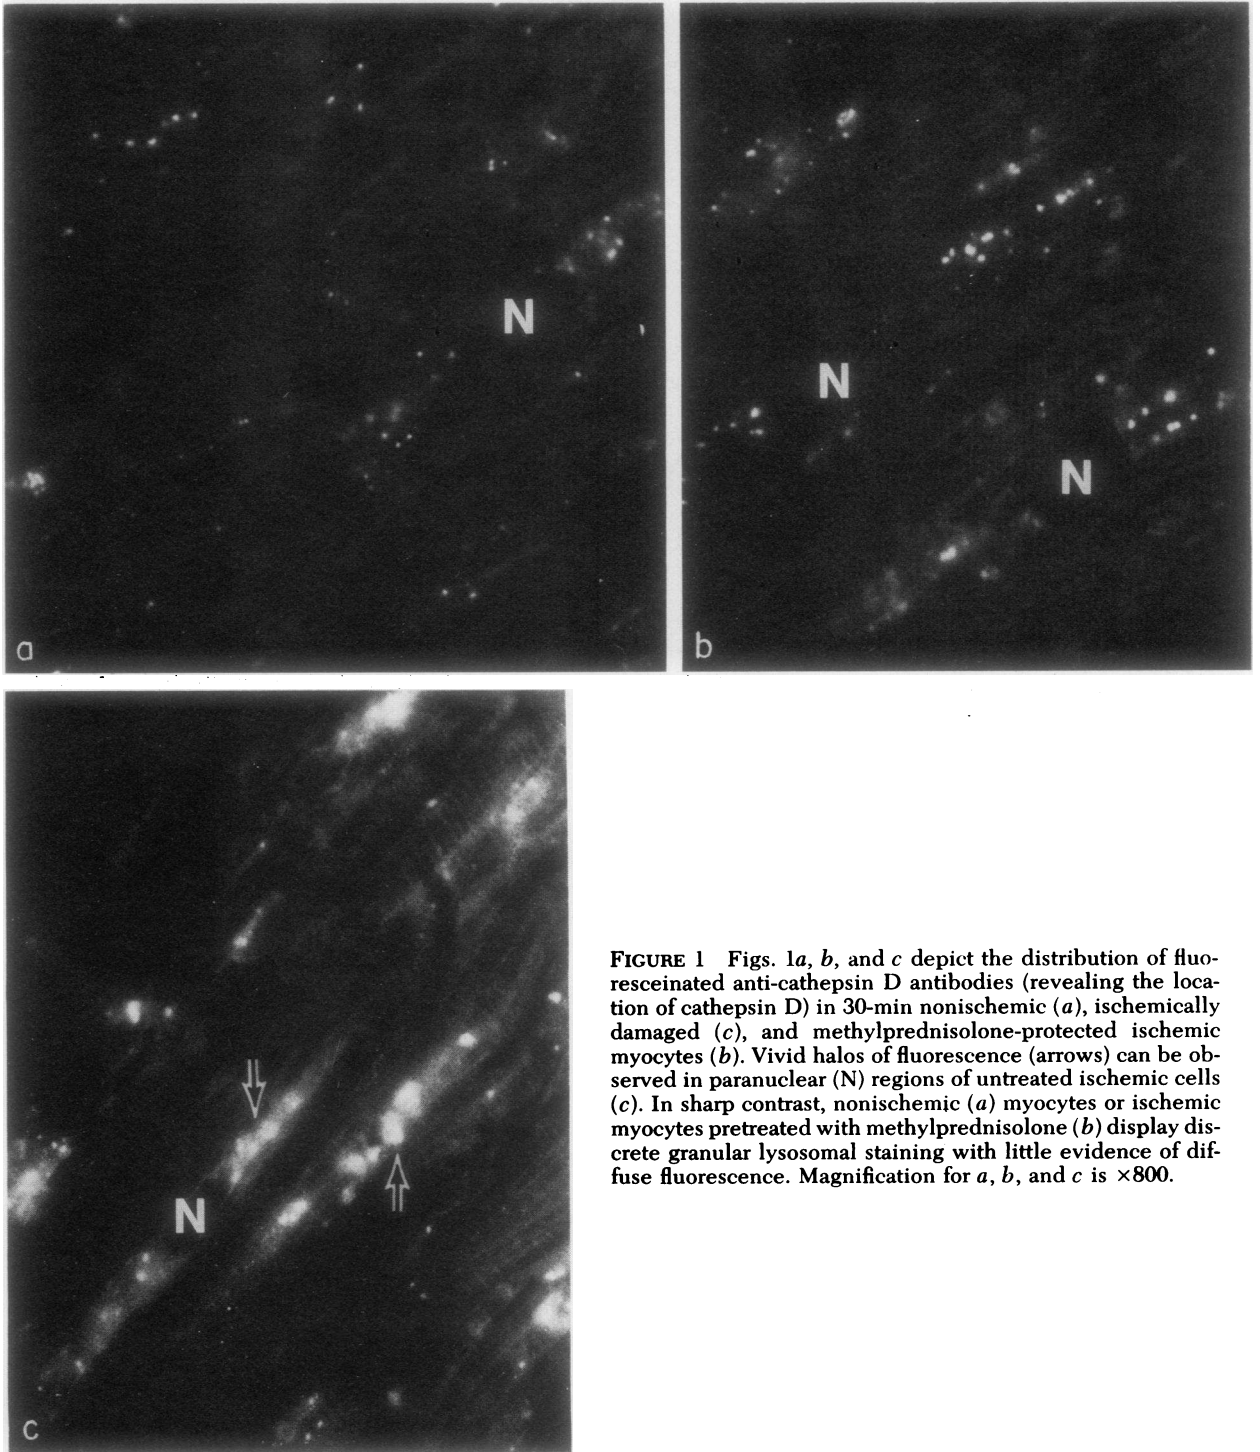 N
a
N
N
b
N
c
FIGURE 1 Figs. 1a, b, and c depict the distribution of fluo-
resceinated anti-cathepsin D antibodies (revealing the loca-
tion of cathepsin D) in 30-min nonischemic (a), ischemically
damaged (c), and methylprednisolone-protected ischemic
myocytes (b). Vivid halos of fluorescence (arrows) can be ob-
served in paranuclear (N) regions of untreated ischemic cells
(c). In sharp contrast, nonischemic (a) myocytes or ischemic
myocytes pretreated with methylprednisolone (b) display dis-
crete granular lysosomal staining with little evidence of dif-
fuse fluorescence. Magnification for a, b, and c is ×800.